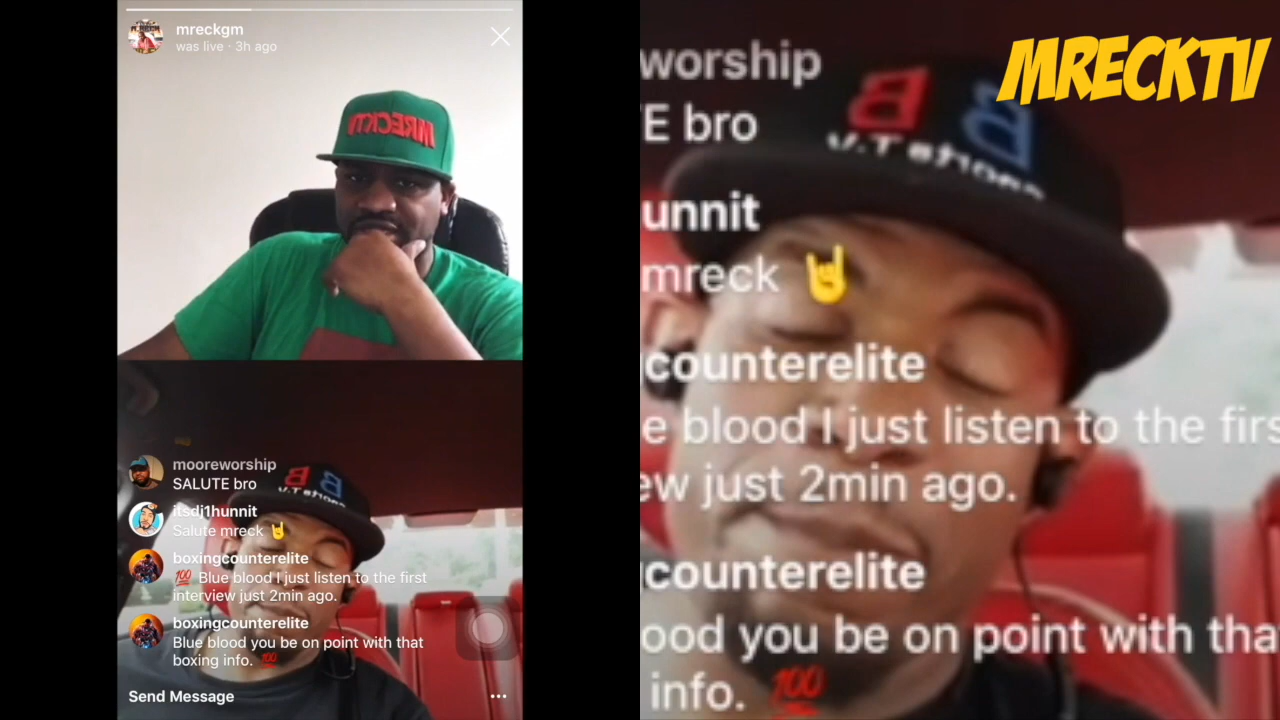 mreckgm
was live · 3h ago
MRECKTV
B B
V.T Shoes
mooreworship
SALUTE bro
itsdj1hunnit
Salute mreck 🤘
boxingcounterelite
💯 Blue blood I just listen to the first
interview just 2min ago.
boxingcounterelite
Blue blood you be on point with that
boxing info. 💯
Send Message
MRECKTV
worship
E bro
B B
V.T Shoes
unnit
mreck 🤘
counterelite
e blood I just listen to the firs
ew just 2min ago.
counterelite
ood you be on point with tha
info. 💯